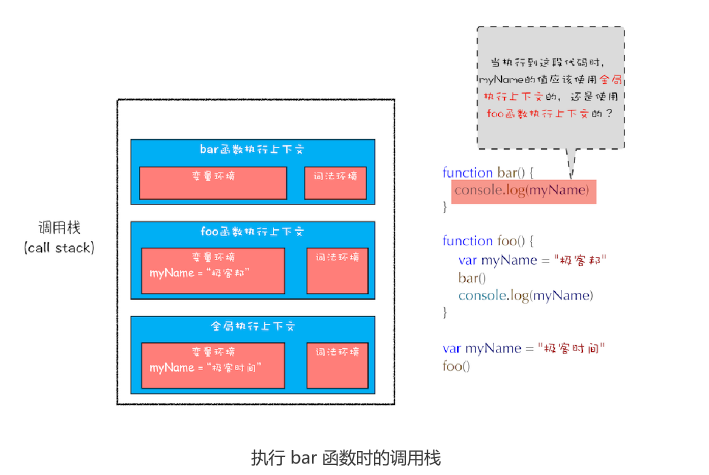 当执行到这段代码时，
myName的值应该使用全局
执行上下文的，还是使用
foo函数执行上下文的？
bar函数执行上下文
变量环境
词法环境
function bar() {
console.log(myName)
}
调用栈
(call stack)
foo函数执行上下文
变量环境
myName = "极客邦"
词法环境
function foo() {
var myName = "极客邦"
bar()
console.log(myName)
}
全局执行上下文
变量环境
myName = "极客时间"
词法环境
var myName = "极客时间"
foo()
执行 bar 函数时的调用栈